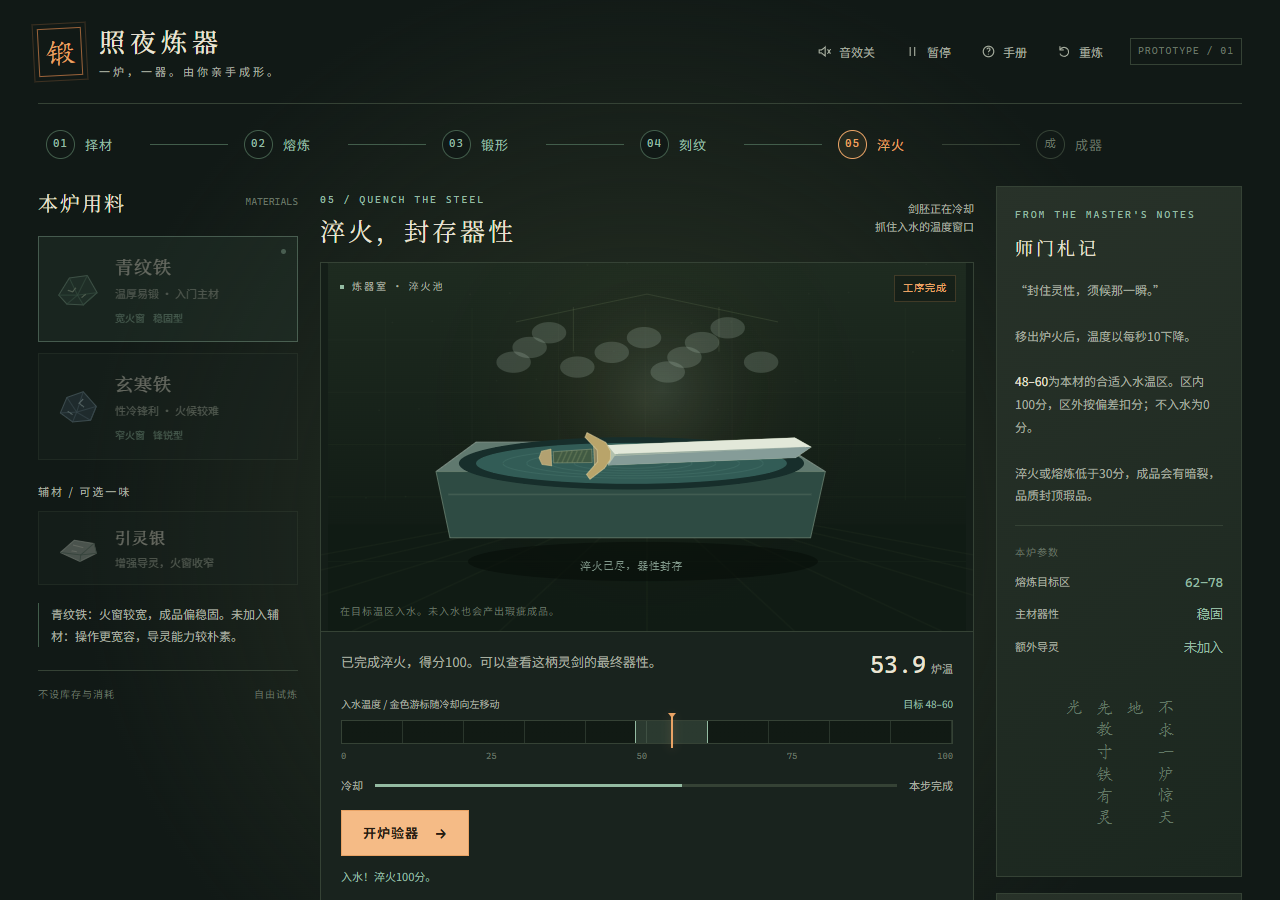 锻
照夜炼器
一炉，一器。由你亲手成形。
音效关
暂停
手册
重炼
PROTOTYPE / 01
01 择材
02 熔炼
03 锻形
04 刻纹
05 淬火
成 成器
本炉用料
MATERIALS
青纹铁
温厚易锻 · 入门主材
宽火窗 稳固型
玄寒铁
性冷锋利 · 火候较难
窄火窗 锋锐型
辅材 / 可选一味
引灵银
增强导灵，火窗收窄
青纹铁：火窗较宽，成品偏稳固。未加入辅
材：操作更宽容，导灵能力较朴素。
不设库存与消耗
自由试炼
05 / QUENCH THE STEEL
淬火，封存器性
剑胚正在冷却
抓住入水的温度窗口
炼器室 · 淬火池
工序完成
淬火已尽，器性封存
在目标温区入水。未入水也会产出瑕疵成品。
已完成淬火，得分100。可以查看这柄灵剑的最终器性。
53.9 炉温
入水温度 / 金色游标随冷却向左移动
目标 48–60
0 25 50 75 100
冷却
本步完成
开炉验器 →
入水！淬火100分。
FROM THE MASTER'S NOTES
师门札记
“封住灵性，须候那一瞬。”
移出炉火后，温度以每秒10下降。
48–60为本材的合适入水温区。区内
100分，区外按偏差扣分；不入水为0
分。
淬火或熔炼低于30分，成品会有暗裂，
品质封顶瑕品。
本炉参数
熔炼目标区 62–78
主材器性 稳固
额外导灵 未加入
不求一炉惊天
地
先教寸铁有灵
光